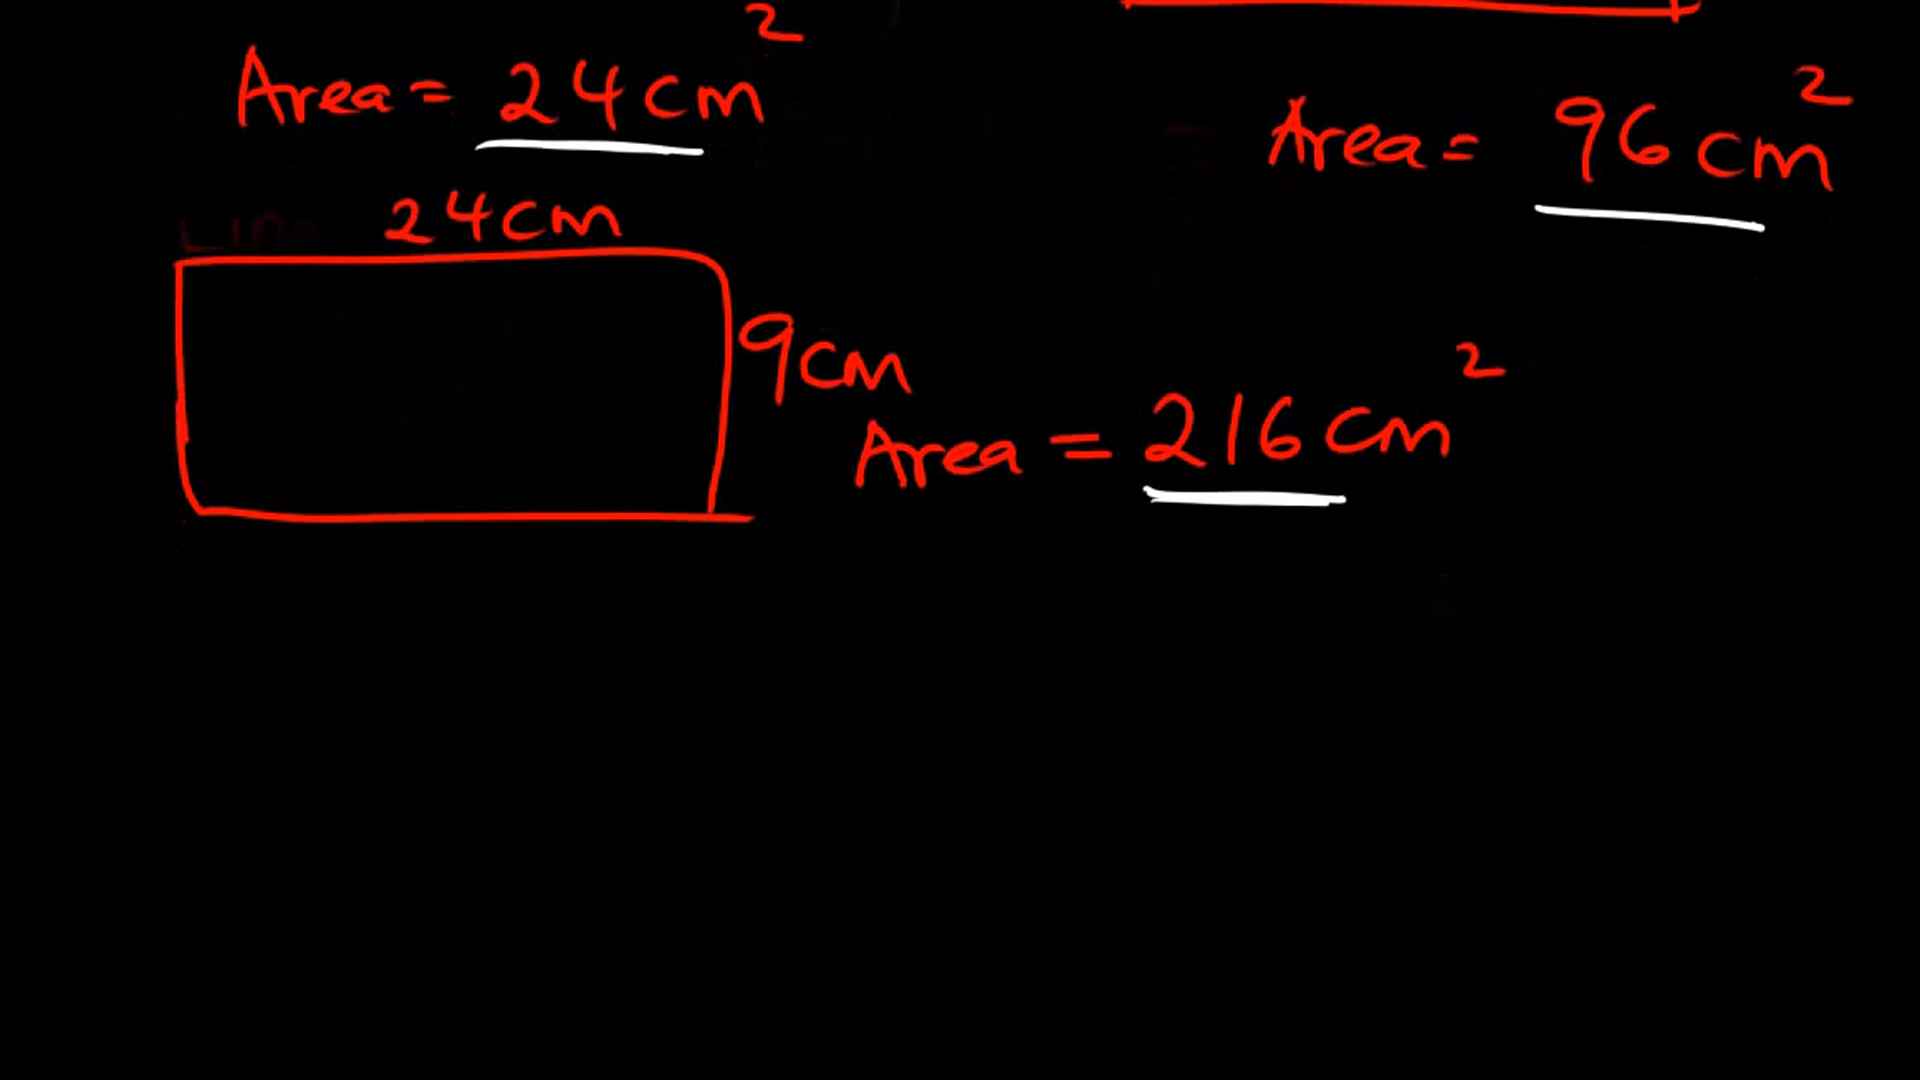 Area = 24cm²
Area = 96cm²
24cm
9cm
Area = 216cm²